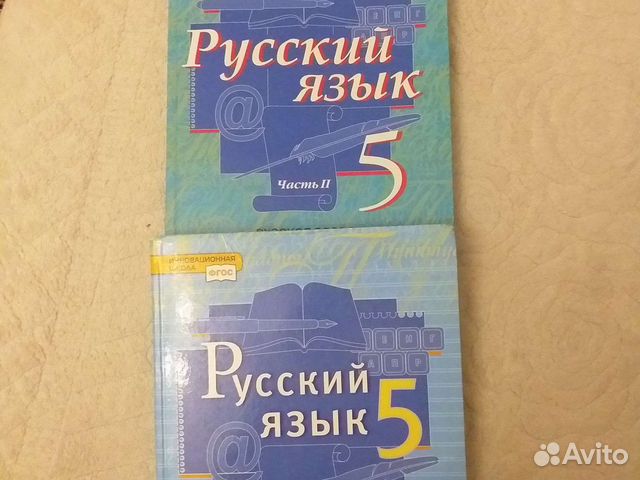 Русский
язык
@
5
Часть II
ИННОВАЦИОННАЯ
ШКОЛА
ФГОС
Русский
язык 5
Avito